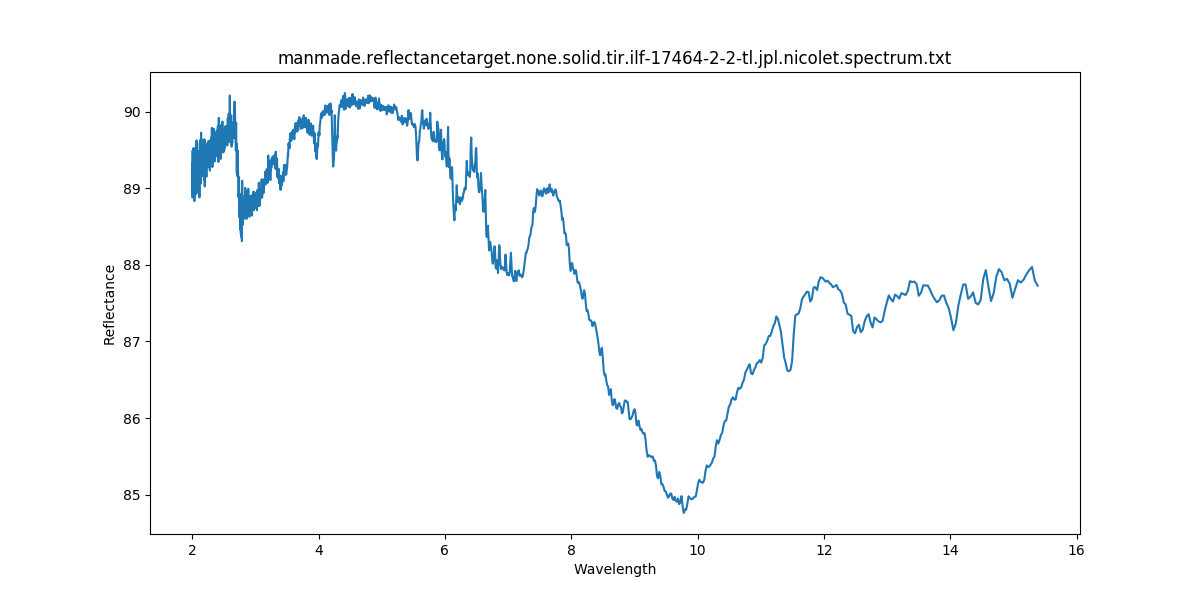 manmade.reflectancetarget.none.solid.tir.ilf-17464-2-2-tl.jpl.nicolet.spectrum.txt
90
89
88
87
86
85
Reflectance
2 4 6 8 10 12 14 16
Wavelength